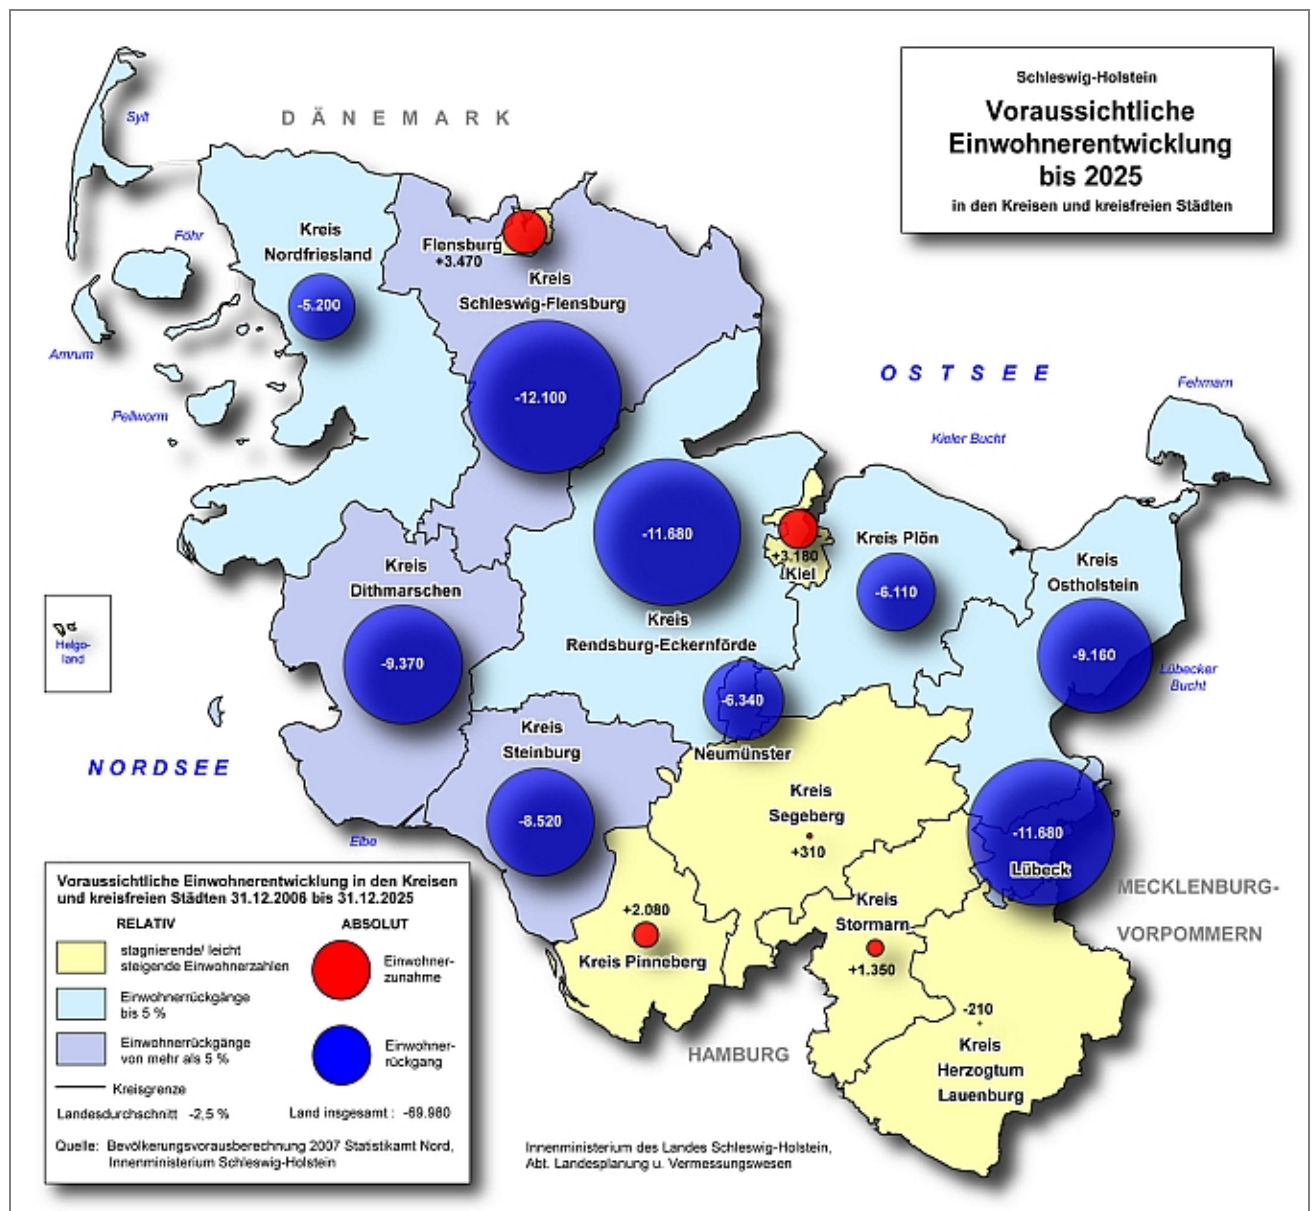 Schleswig-Holstein
Voraussichtliche
Einwohnerentwicklung
bis 2025
in den Kreisen und kreisfreien Städten
DÄNEMARK
Sylt
Föhr
Amrum
Pellworm
Kreis
Nordfriesland
-5.200
Flensburg
+3.470
Kreis
Schleswig-Flensburg
-12.100
OSTSEE
Fehmarn
Kieler Bucht
-11.680
Kreis
Rendsburg-Eckernförde
+3.180
Kiel
Kreis Plön
-6.110
Kreis
Ostholstein
-9.160
Lübecker
Bucht
Kreis
Dithmarschen
-9.370
Helgo-
land
NORDSEE
-6.340
Neumünster
Kreis
Steinburg
-8.520
Elbe
Kreis
Segeberg
+310
-11.680
Lübeck
MECKLENBURG-
VORPOMMERN
Kreis
Stormarn
+1.350
+2.080
Kreis Pinneberg
-210
Kreis
Herzogtum
Lauenburg
HAMBURG
Voraussichtliche Einwohnerentwicklung in den Kreisen
und kreisfreien Städten 31.12.2006 bis 31.12.2025
RELATIV
ABSOLUT
stagnierende/ leicht
steigende Einwohnerzahlen
Einwohnerrückgänge
bis 5 %
Einwohnerrückgänge
von mehr als 5 %
Einwohner-
zunahme
Einwohner-
rückgang
Kreisgrenze
Landesdurchschnitt -2,5 %
Land insgesamt : -69.980
Quelle: Bevölkerungsvorausberechnung 2007 Statistikamt Nord,
Innenministerium Schleswig-Holstein
Innenministerium des Landes Schleswig-Holstein,
Abt. Landesplanung u. Vermessungswesen